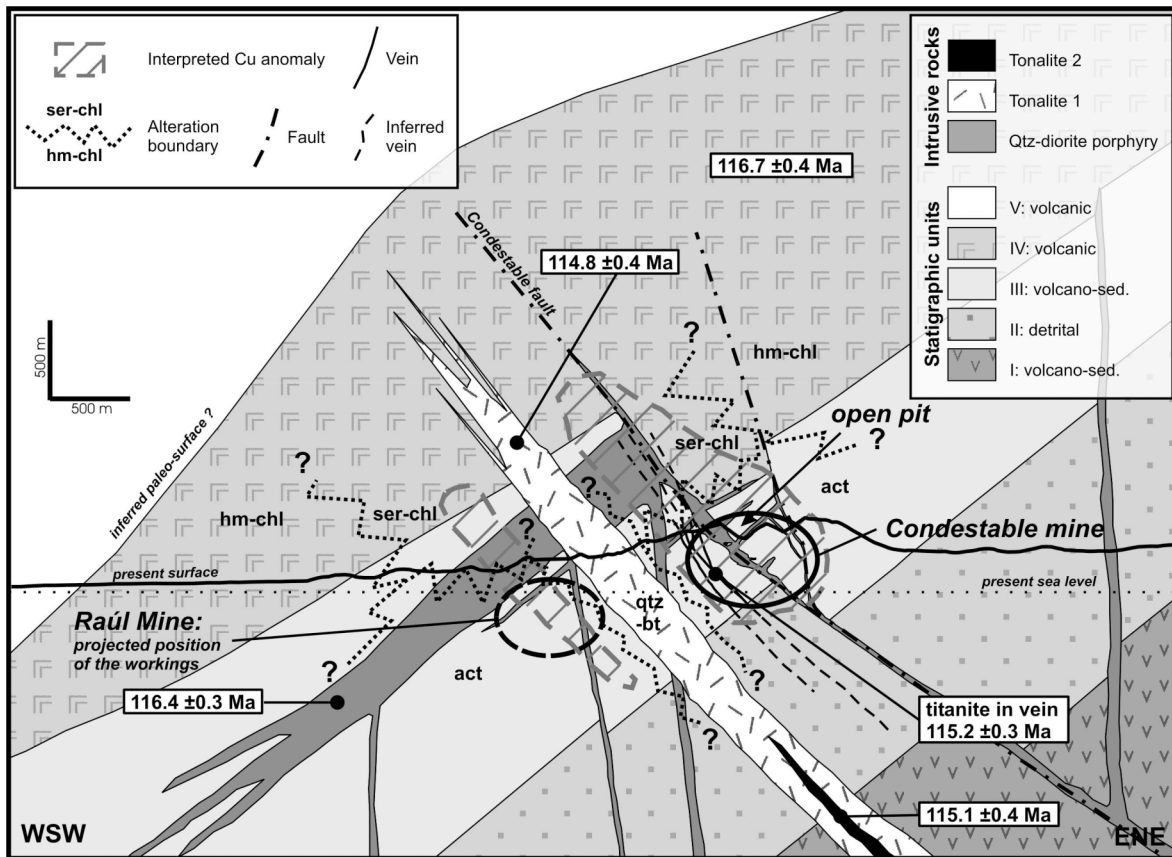 Interpreted Cu anomaly
Vein
ser-chl
hm-chl
Alteration
boundary
Fault
Inferred
vein
Intrusive rocks
Tonalite 2
Tonalite 1
Qtz-diorite porphyry
Statigraphic units
V: volcanic
IV: volcanic
III: volcano-sed.
II: detrital
I: volcano-sed.
116.7 ±0.4 Ma
Condestable fault
114.8 ±0.4 Ma
500 m
500 m
inferred paleo-surface ?
?
hm-chl
ser-chl
open pit
?
act
?
hm-chl
ser-chl
?
Condestable mine
?
present surface
present sea level
qtz
-bt
Raúl Mine:
projected position
of the workings
?
act
?
116.4 ±0.3 Ma
?
titanite in vein
115.2 ±0.3 Ma
115.1 ±0.4 Ma
WSW
ENE